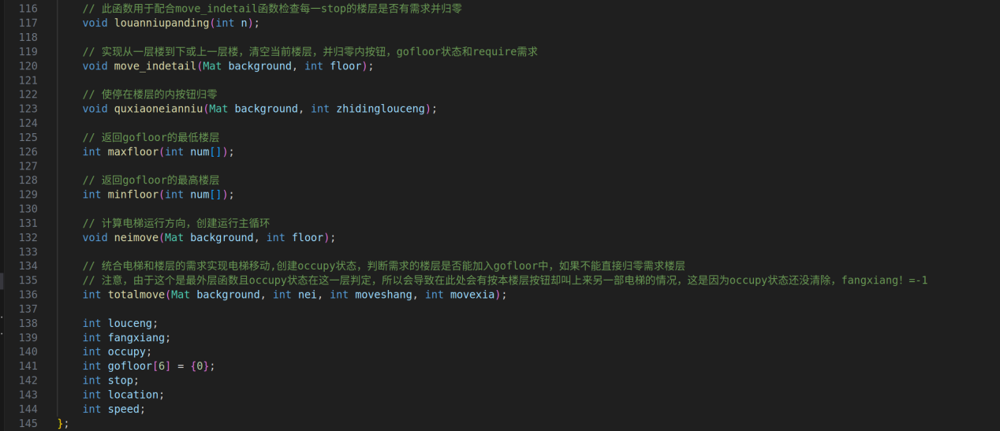 116 // 此函数用于配合move_indetail函数检查每一stop的楼层是否有需求并归零
117 void louanniupanding(int n);
118
119 // 实现从一层楼到下或上一层楼，清空当前楼层，并归零内按钮，gofloor状态和require需求
120 void move_indetail(Mat background, int floor);
121
122 // 使停在楼层的内按钮归零
123 void quxiaoneianniu(Mat background, int zhidinglouceng);
124
125 // 返回gofloor的最低楼层
126 int maxfloor(int num[]);
127
128 // 返回gofloor的最高楼层
129 int minfloor(int num[]);
130
131 // 计算电梯运行方向，创建运行主循环
132 void neimove(Mat background, int floor);
133
134 // 统合电梯和楼层的需求实现电梯移动,创建occupy状态，判断需求的楼层是否能加入gofloor中，如果不能直接归零需求楼层
135 // 注意，由于这个是最外层函数且occupy状态在这一层判定，所以会导致在此处会有按本楼层按钮却叫上来另一部电梯的情况，这是因为occupy状态还没清除，fangxiang！=-1
136 int totalmove(Mat background, int nei, int moveshang, int movexia);
137
138 int louceng;
139 int fangxiang;
140 int occupy;
141 int gofloor[6] = {0};
142 int stop;
143 int location;
144 int speed;
145 };